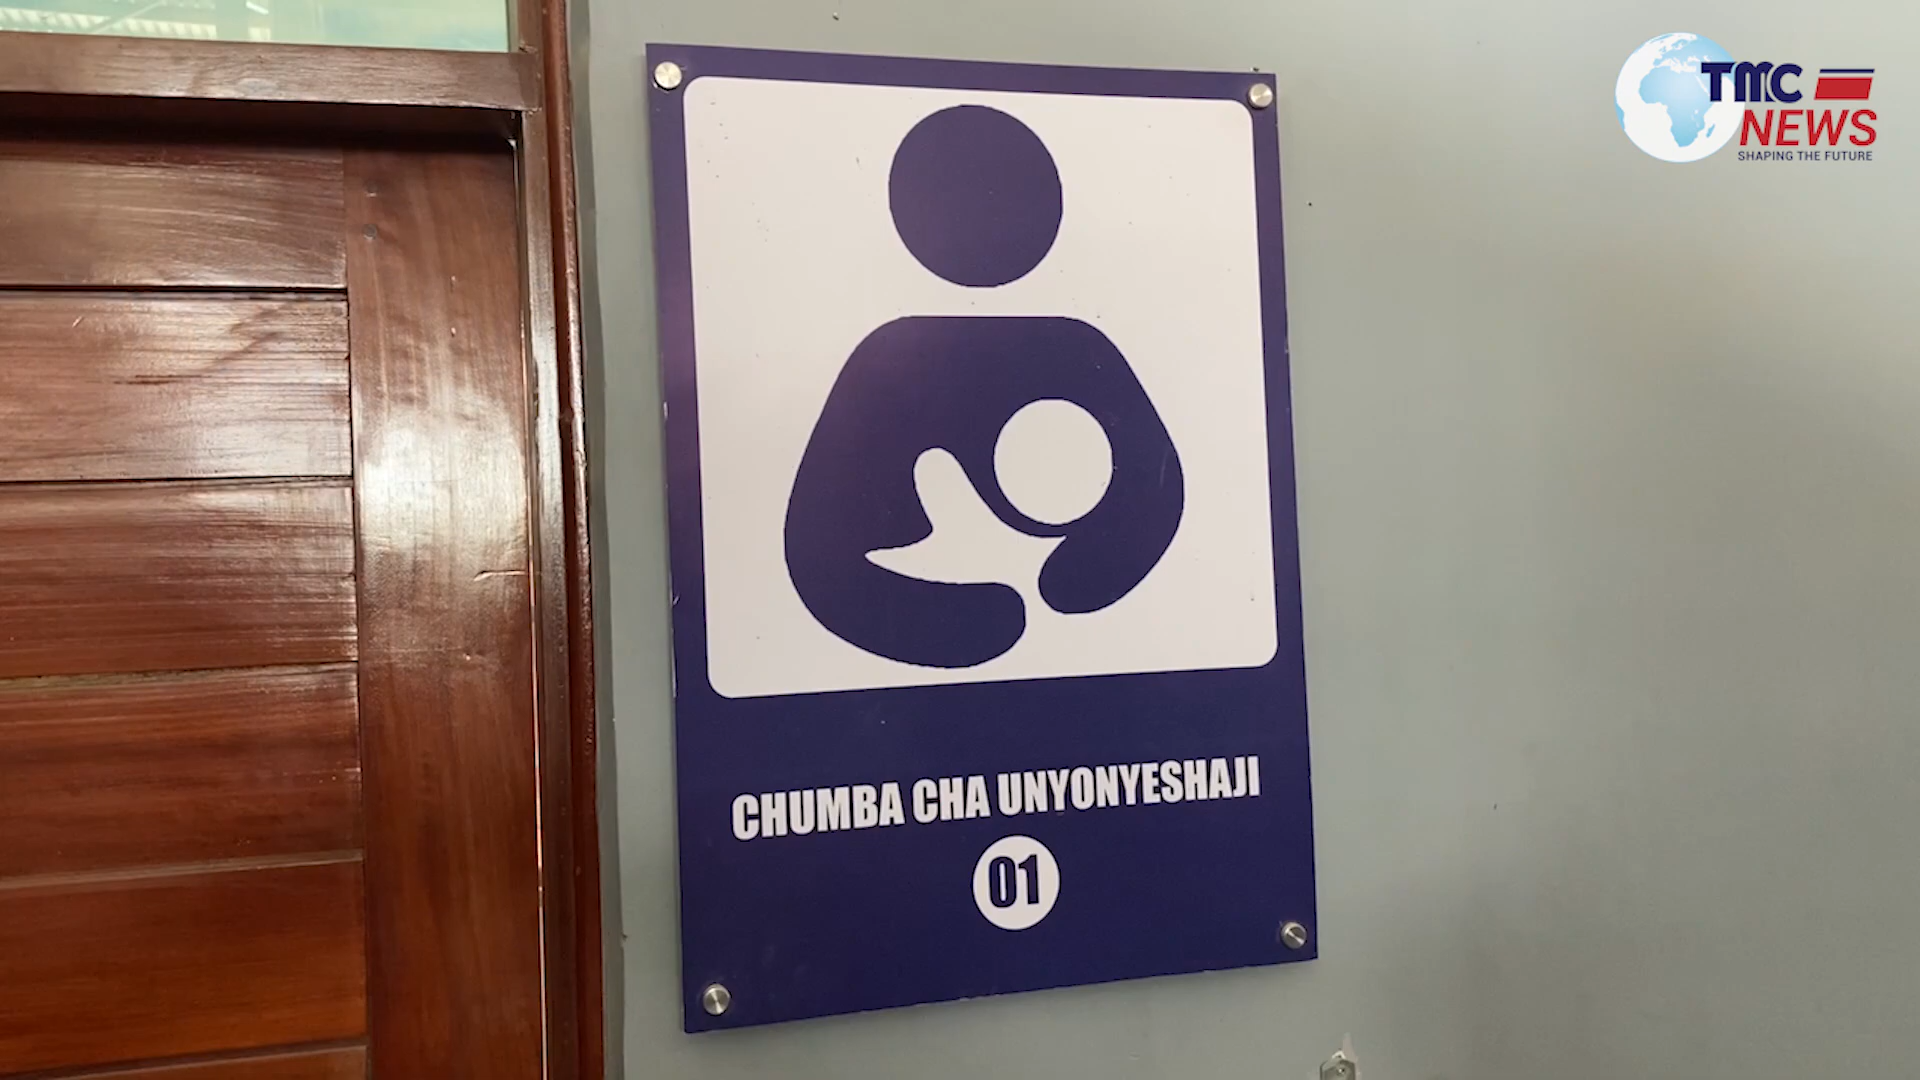 TMC
NEWS
SHAPING THE FUTURE
CHUMBA CHA UNYONYESHAJI
01